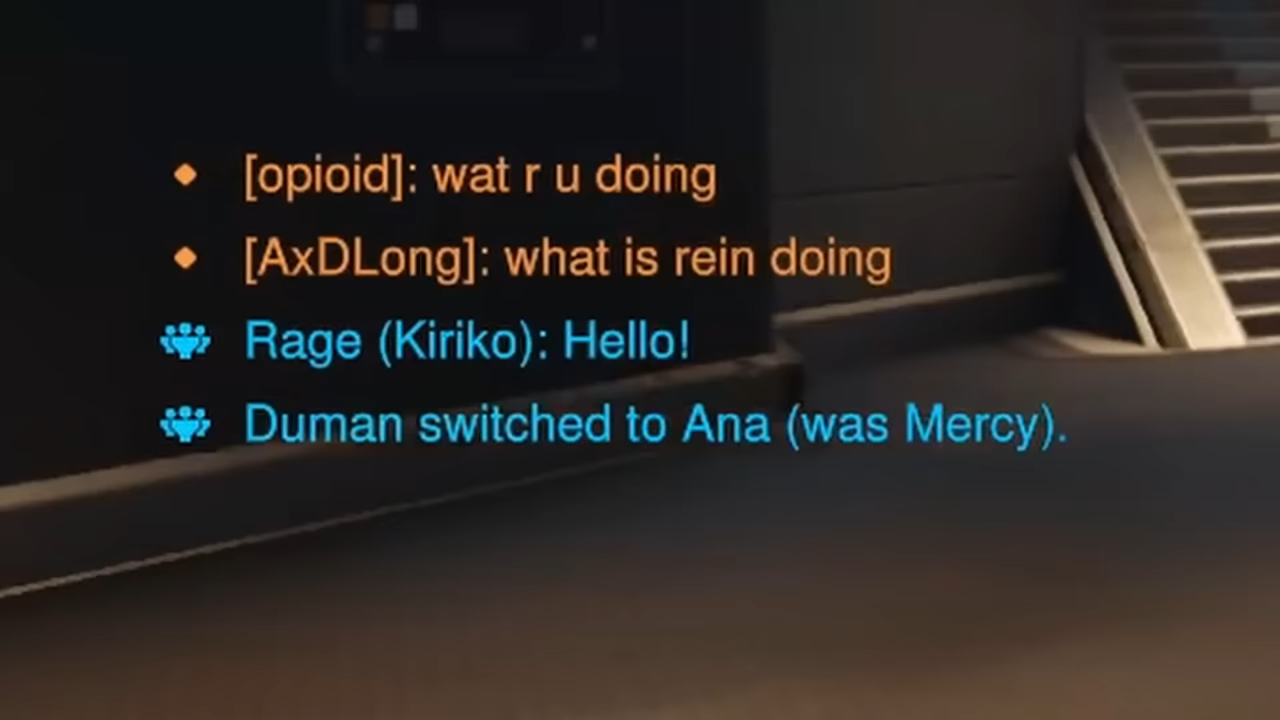 [opioid]: wat r u doing
[AxDLong]: what is rein doing
Rage (Kiriko): Hello!
Duman switched to Ana (was Mercy).